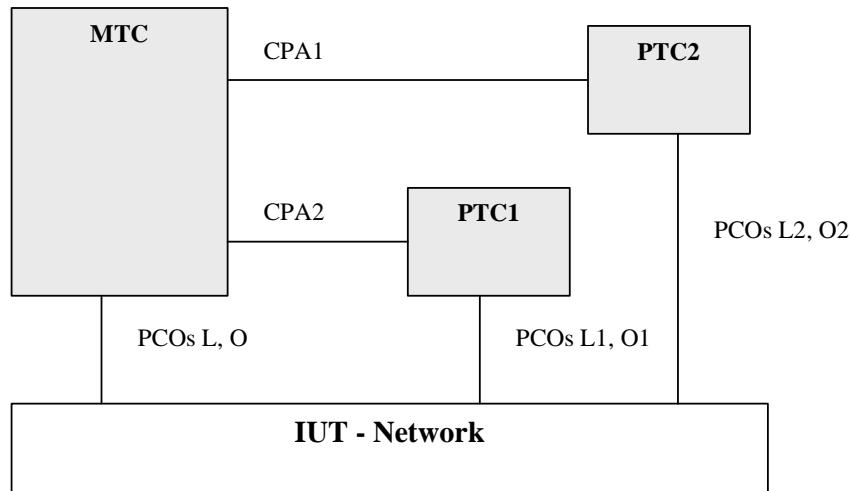 MTC
CPA1
PTC2
CPA2
PTC1
PCOs L2, O2
PCOs L, O
PCOs L1, O1
IUT - Network